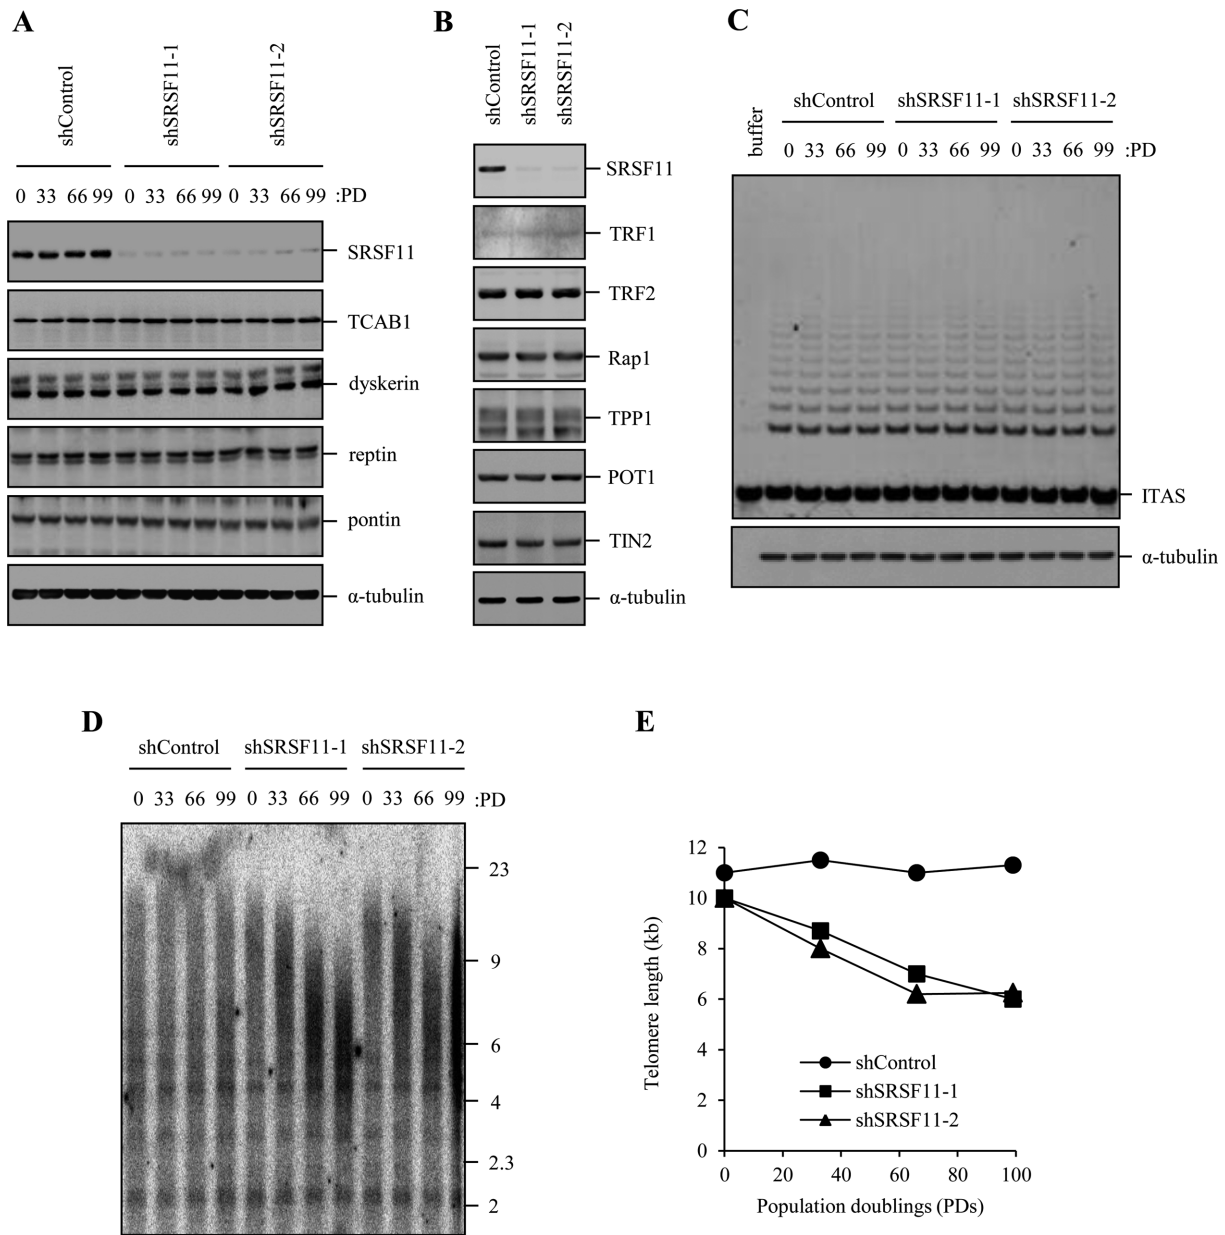 A
shControl
shSRSF11-1
shSRSF11-2
0 33 66 99 0 33 66 99 0 33 66 99 :PD
SRSF11
TCAB1
dyskerin
reptin
pontin
α-tubulin
B
shControl
shSRSF11-1
shSRSF11-2
SRSF11
TRF1
TRF2
Rap1
TPP1
POT1
TIN2
α-tubulin
C
buffer
shControl shSRSF11-1 shSRSF11-2
0 33 66 99 0 33 66 99 0 33 66 99 :PD
ITAS
α-tubulin
D
shControl shSRSF11-1 shSRSF11-2
0 33 66 99 0 33 66 99 0 33 66 99 :PD
23
9
6
4
2.3
2
E
Telomere length (kb)
12
10
8
6
4
2
0
shControl
shSRSF11-1
shSRSF11-2
0 20 40 60 80 100
Population doublings (PDs)